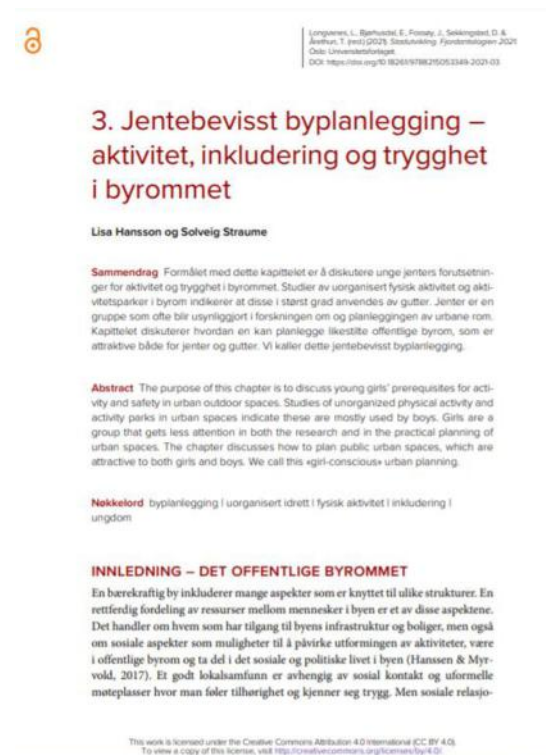 Longvanes, L., Bjørhusdal, E., Fossøy, J., Sekkingstad, D. &
Årethun, T. (red.) (2021). Stadutvikling. Fjordantologien 2021.
Oslo: Universitetsforlaget.
DOI: https://doi.org/10.18261/9788215053349-2021-03
3. Jentebevisst byplanlegging –
aktivitet, inkludering og trygghet
i byrommet
Lisa Hansson og Solveig Straume
Sammendrag Formålet med dette kapittelet er å diskutere unge jenters forutsetnin-
ger for aktivitet og trygghet i byrommet. Studier av uorganisert fysisk aktivitet og akti-
vitetsparker i byrom indikerer at disse i størst grad anvendes av gutter. Jenter er en
gruppe som ofte blir usynliggjort i forskningen om og planleggingen av urbane rom.
Kapittelet diskuterer hvordan en kan planlegge likestilte offentlige byrom, som er
attraktive både for jenter og gutter. Vi kaller dette jentebevisst byplanlegging.
Abstract The purpose of this chapter is to discuss young girls' prerequisites for acti-
vity and safety in urban outdoor spaces. Studies of unorganized physical activity and
activity parks in urban spaces indicate these are mostly used by boys. Girls are a
group that gets less attention in both the research and in the practical planning of
urban spaces. The chapter discusses how to plan public urban spaces, which are
attractive to both girls and boys. We call this «girl-conscious» urban planning.
Nøkkelord byplanlegging | uorganisert idrett | fysisk aktivitet | inkludering |
ungdom
INNLEDNING – DET OFFENTLIGE BYROMMET
En bærekraftig by inkluderer mange aspekter som er knyttet til ulike strukturer. En
rettferdig fordeling av ressurser mellom mennesker i byen er et av disse aspektene.
Det handler om hvem som har tilgang til byens infrastruktur og boliger, men også
om sosiale aspekter som muligheter til å påvirke utformingen av aktiviteter, være
i offentlige byrom og ta del i det sosiale og politiske livet i byen (Hanssen & Myr-
vold, 2017). Et godt lokalsamfunn er avhengig av sosial kontakt og uformelle
møteplasser hvor man føler tilhørighet og kjenner seg trygg. Men sosiale relasjo-
This work is licensed under the Creative Commons Attribution 4.0 International (CC BY 4.0).
To view a copy of this license, visit http://creativecommons.org/licenses/by/4.0/.